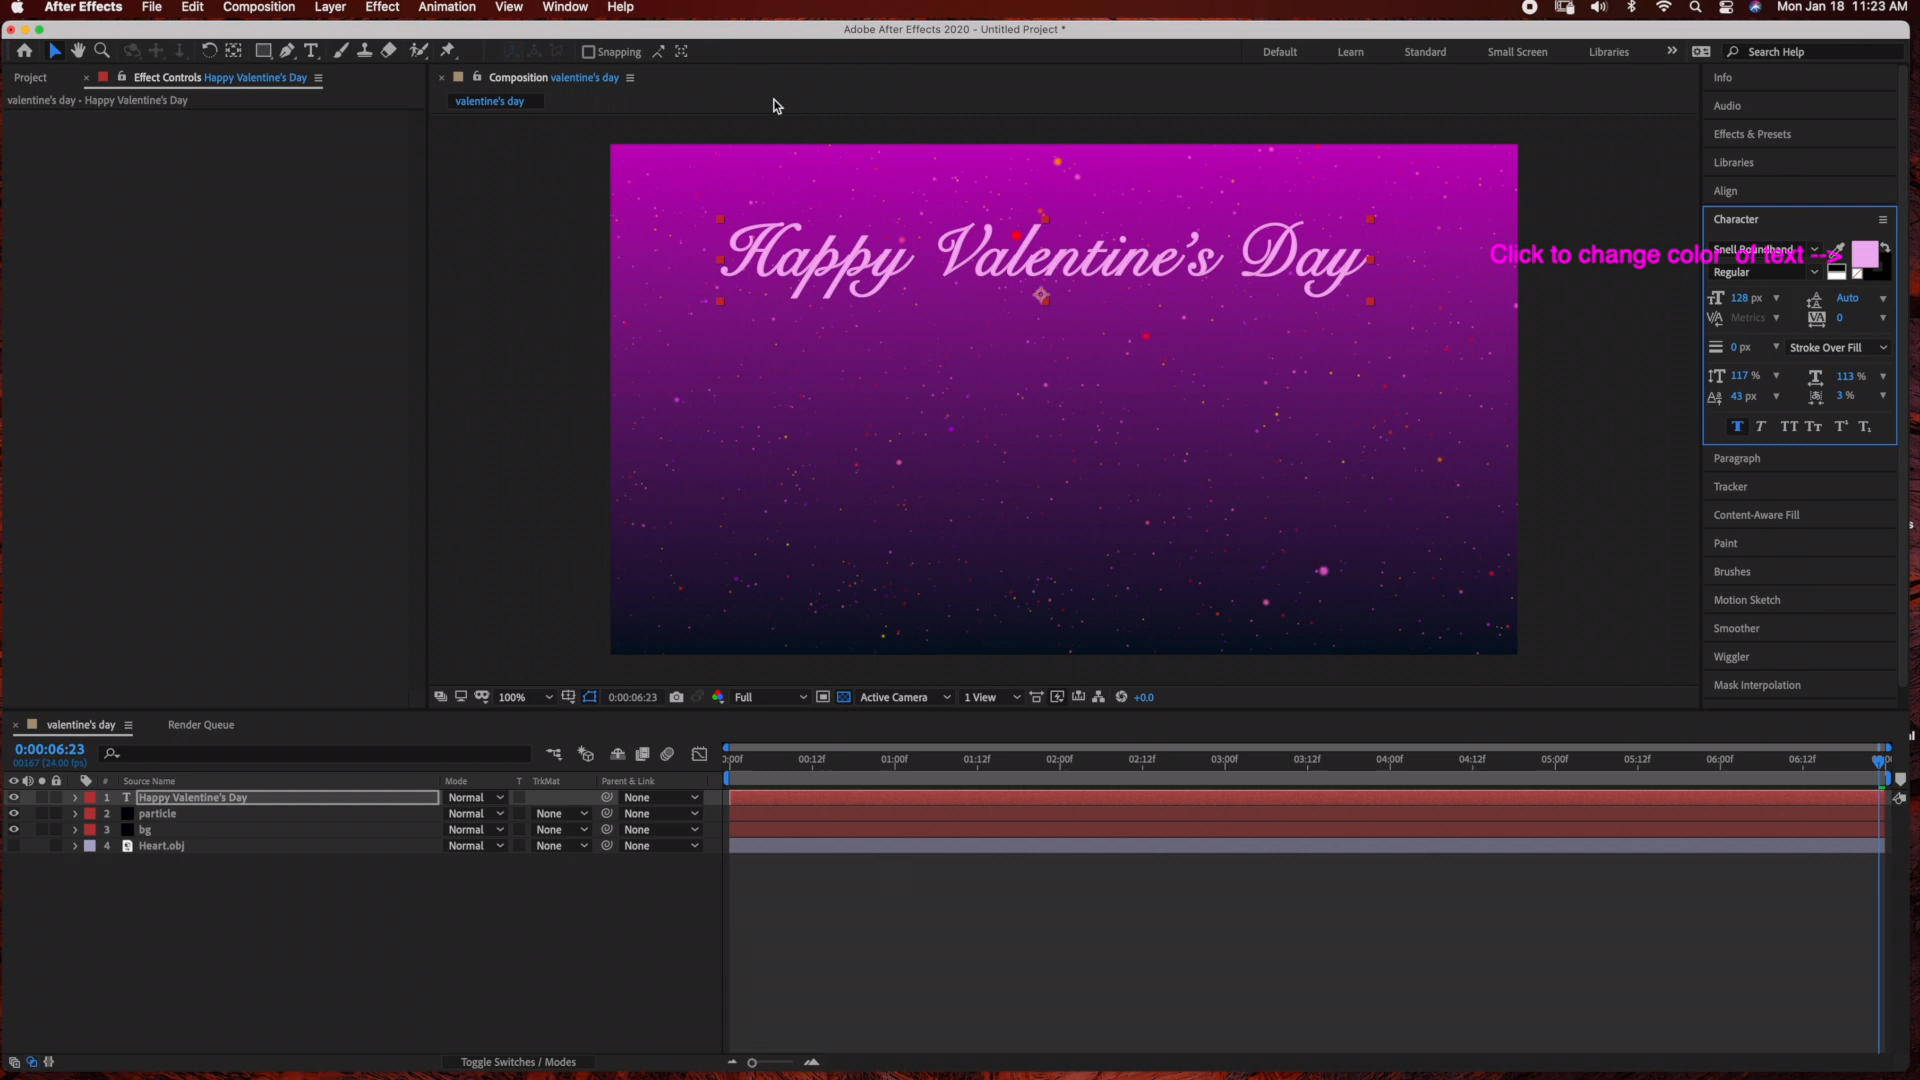 After Effects File Edit Composition Layer Effect Animation View Window Help Mon Jan 18 11:23 AM
Adobe After Effects 2020 - Untitled Project *
Snapping Default Learn Standard Small Screen Libraries Search Help
Project Effect Controls Happy Valentine's Day Composition valentine's day Info
valentine's day • Happy Valentine's Day valentine's day
Audio
Effects & Presets
Libraries
Align
Character
Happy Valentine's Day
Click to change color of text -->
Snell Roundhand
Regular
128 px Auto
Metrics 0
0 px Stroke Over Fill
117 % 113 %
43 px 3 %
Paragraph
Tracker
Content-Aware Fill
Paint
Brushes
Motion Sketch
Smoother
Wiggler
Mask Interpolation
100% 0:00:06:23 Full Active Camera 1 View +0.0
valentine's day Render Queue
0:00:06:23
00167 (24.00 fps)
00f 00:12f 01:00f 01:12f 02:00f 02:12f 03:00f 03:12f 04:00f 04:12f 05:00f 05:12f 06:00f 06:12f
# Source Name Mode T TrkMat Parent & Link
1 T Happy Valentine's Day Normal None
2 particle Normal None None
3 bg Normal None None
4 Heart.obj Normal None None
Toggle Switches / Modes